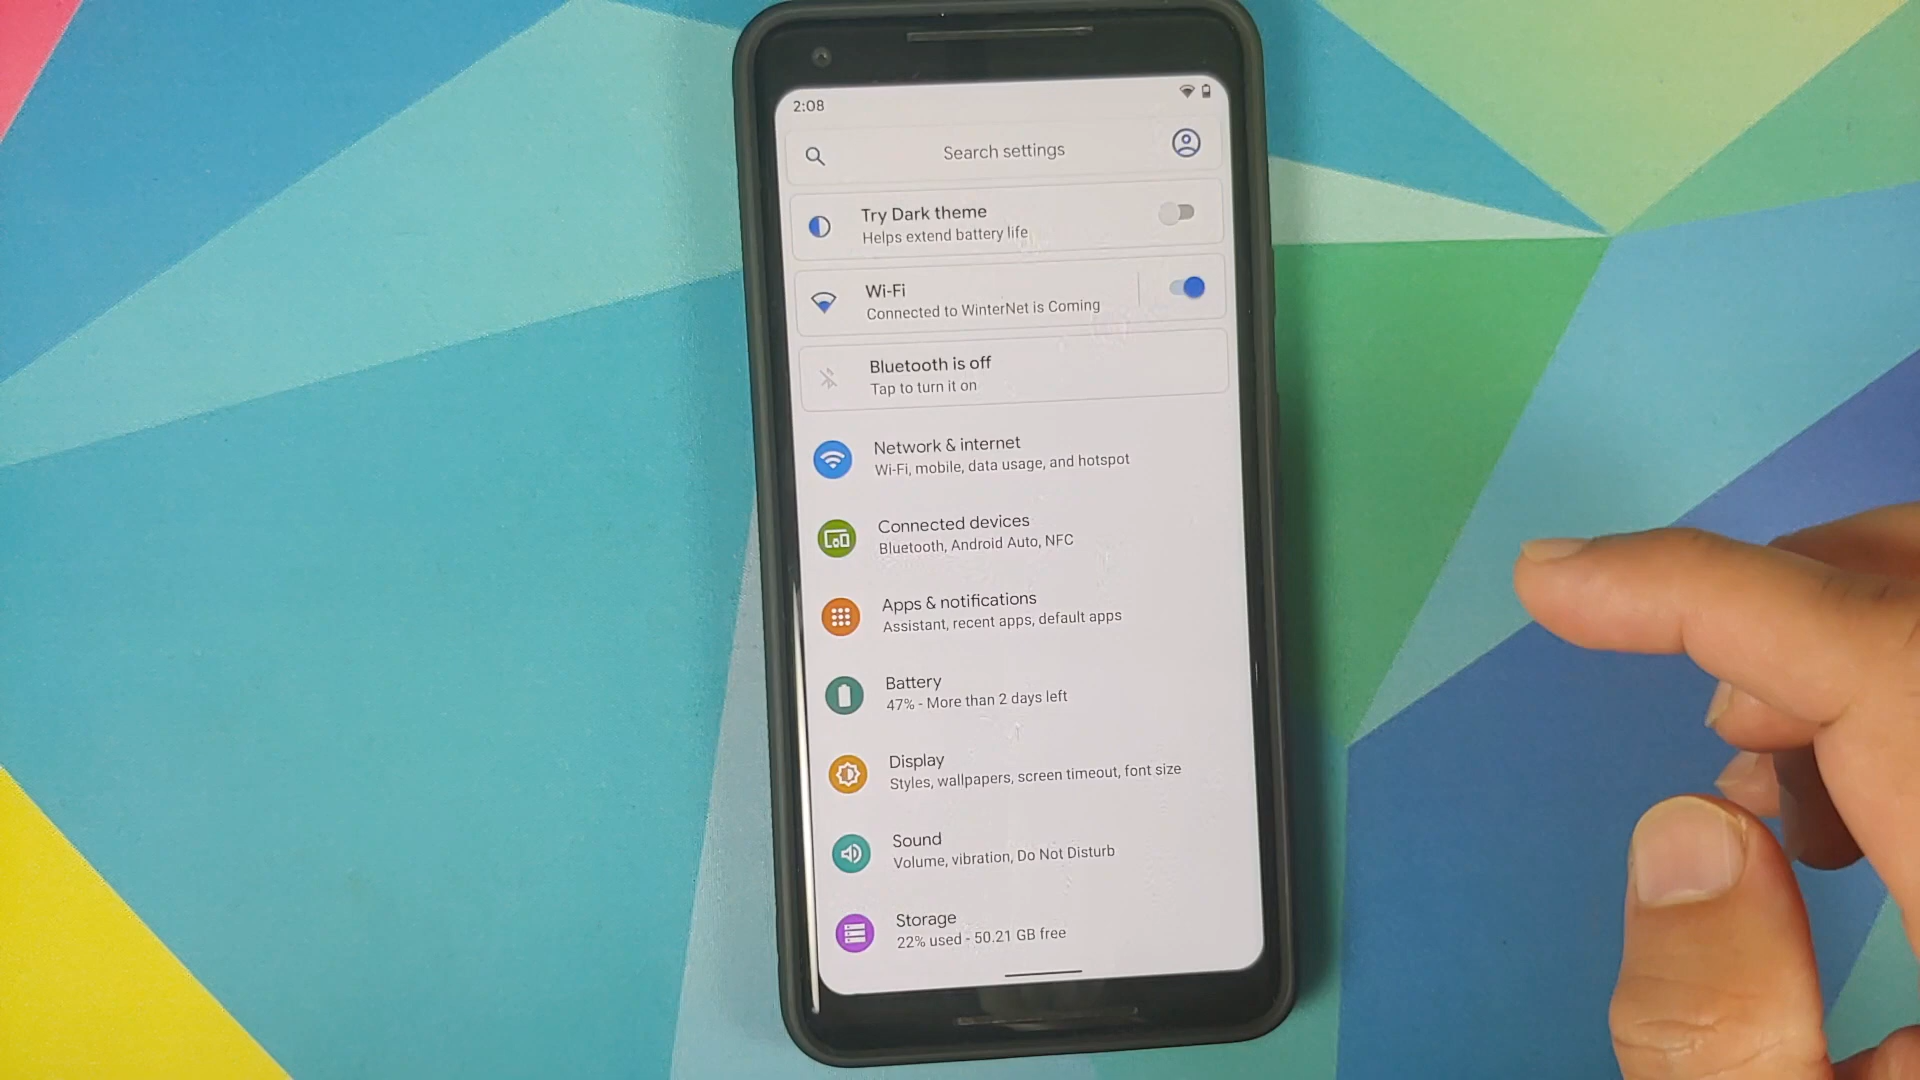 2:08
Search settings
Try Dark theme
Helps extend battery life
Wi-Fi
Connected to WinterNet is Coming
Bluetooth is off
Tap to turn it on
Network & internet
Wi-Fi, mobile, data usage, and hotspot
Connected devices
Bluetooth, Android Auto, NFC
Apps & notifications
Assistant, recent apps, default apps
Battery
47% - More than 2 days left
Display
Styles, wallpapers, screen timeout, font size
Sound
Volume, vibration, Do Not Disturb
Storage
22% used - 50.21 GB free